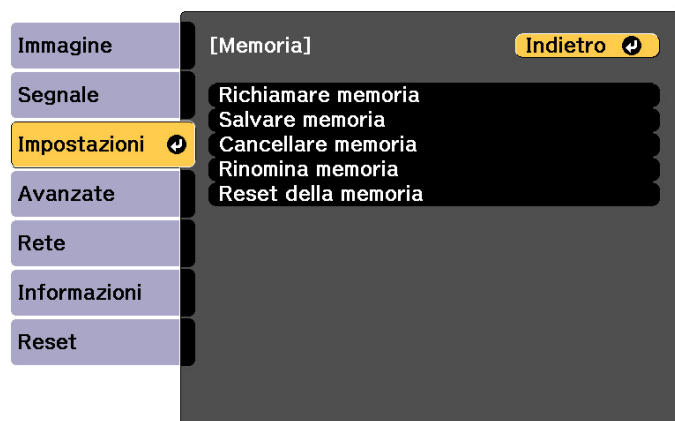 Immagine
Segnale
Impostazioni
Avanzate
Rete
Informazioni
Reset
[Memoria]
Indietro
Richiamare memoria
Salvare memoria
Cancellare memoria
Rinomina memoria
Reset della memoria